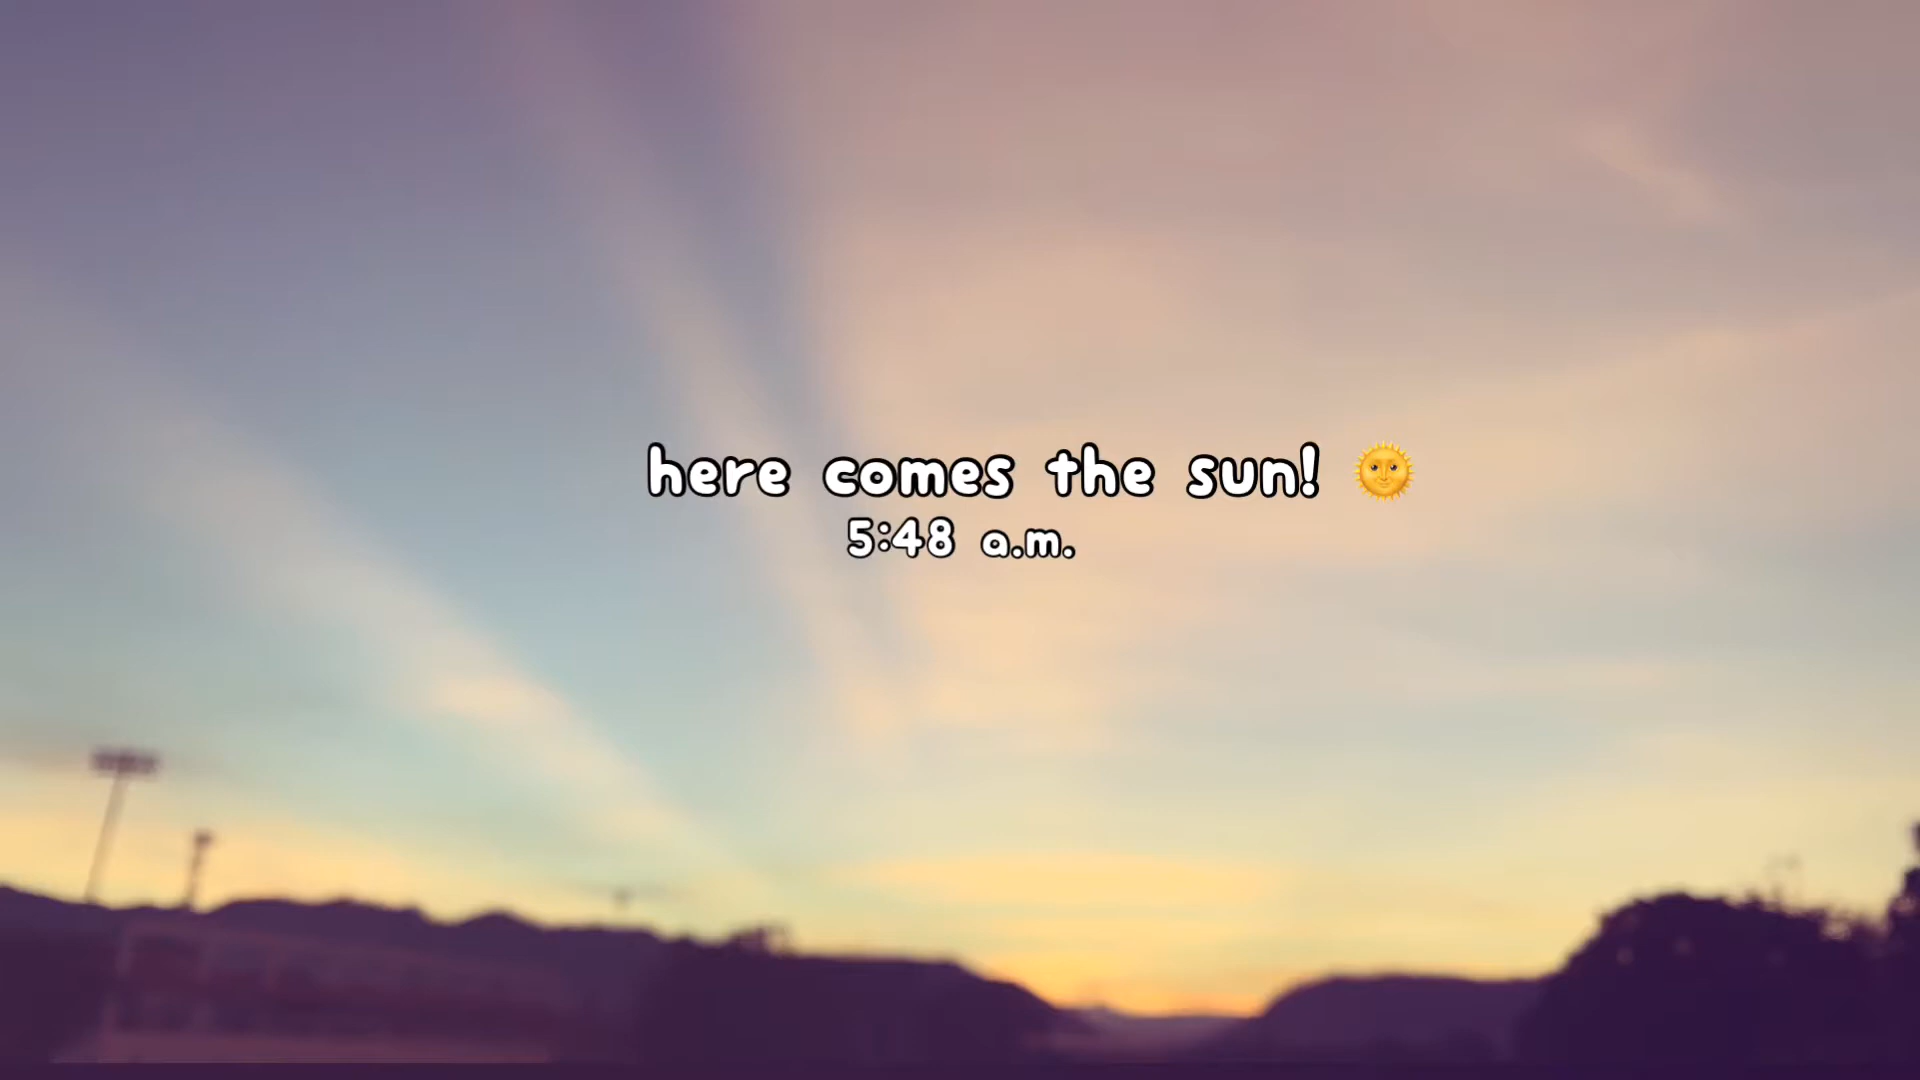 here comes the sun! 🌞
5:48 a.m.